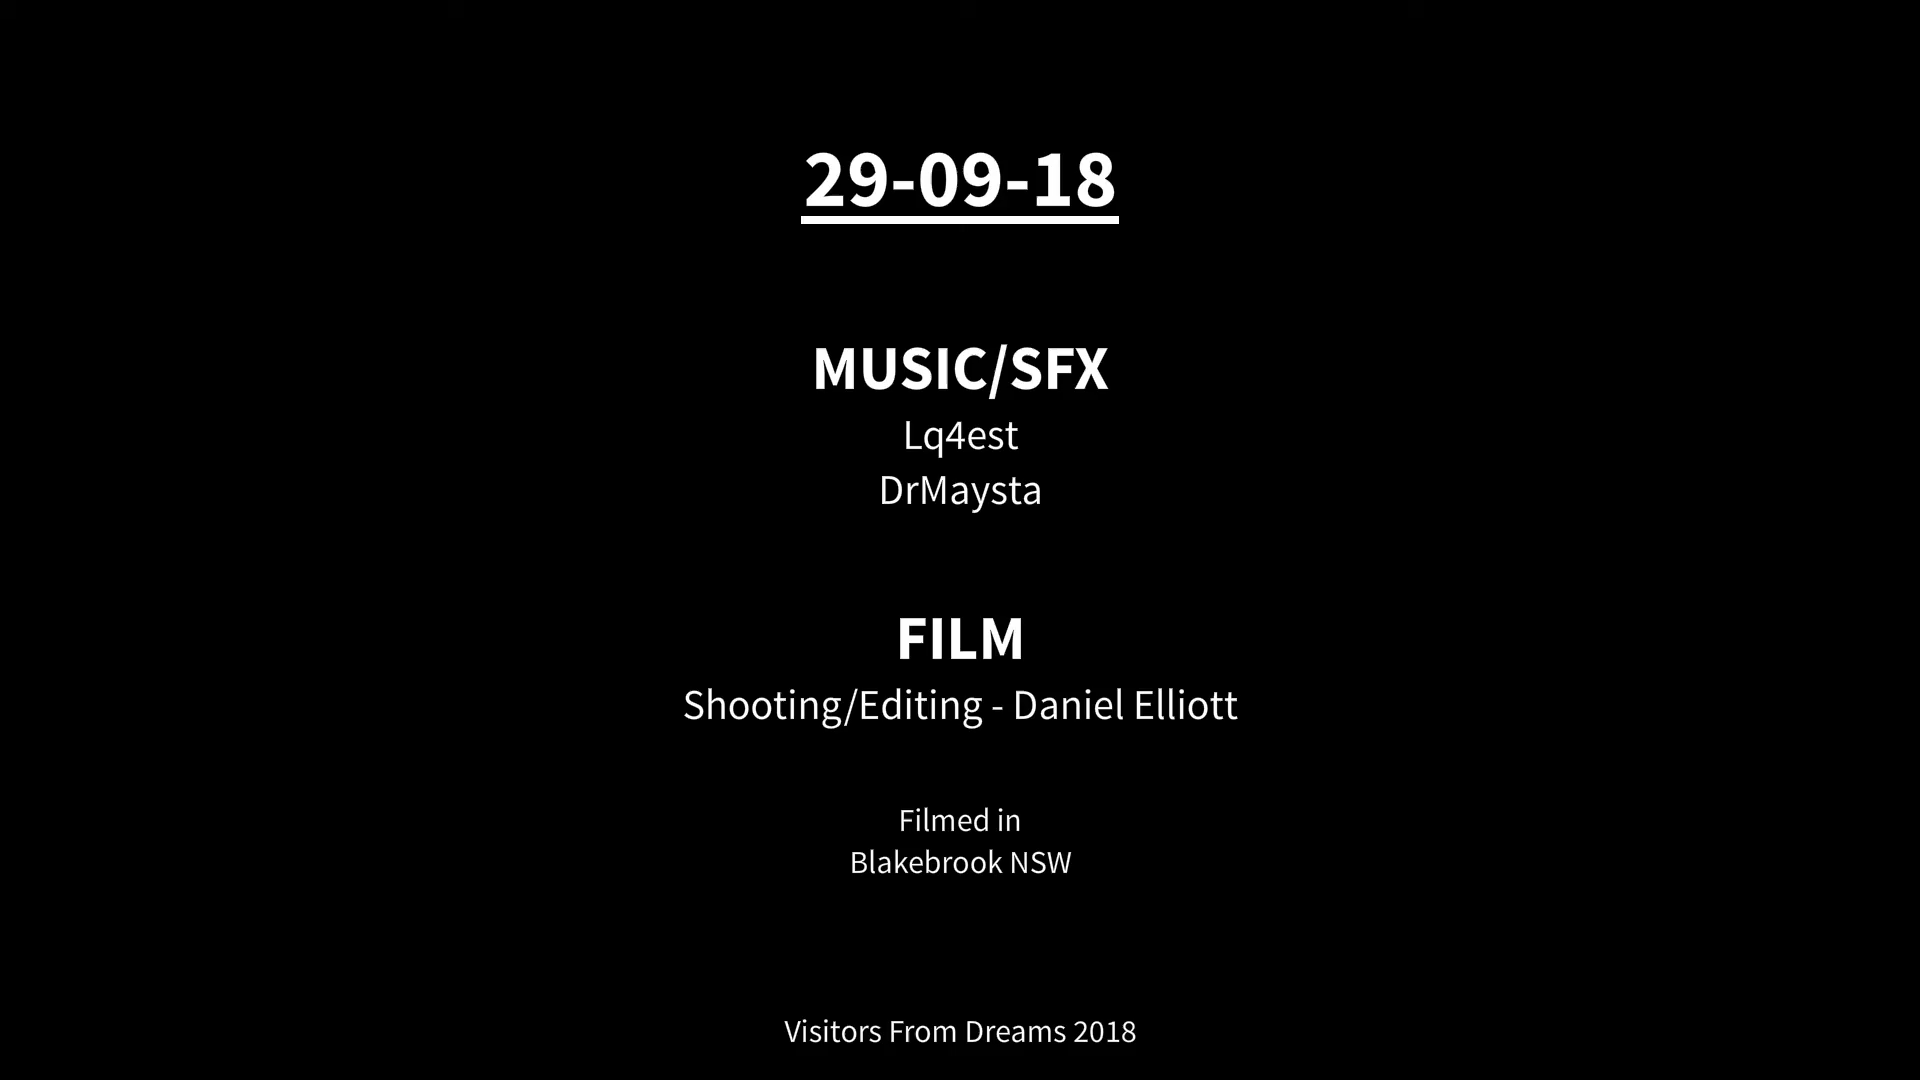 29-09-18
MUSIC/SFX
Lq4est
DrMaysta
FILM
Shooting/Editing - Daniel Elliott
Filmed in
Blakebrook NSW
Visitors From Dreams 2018